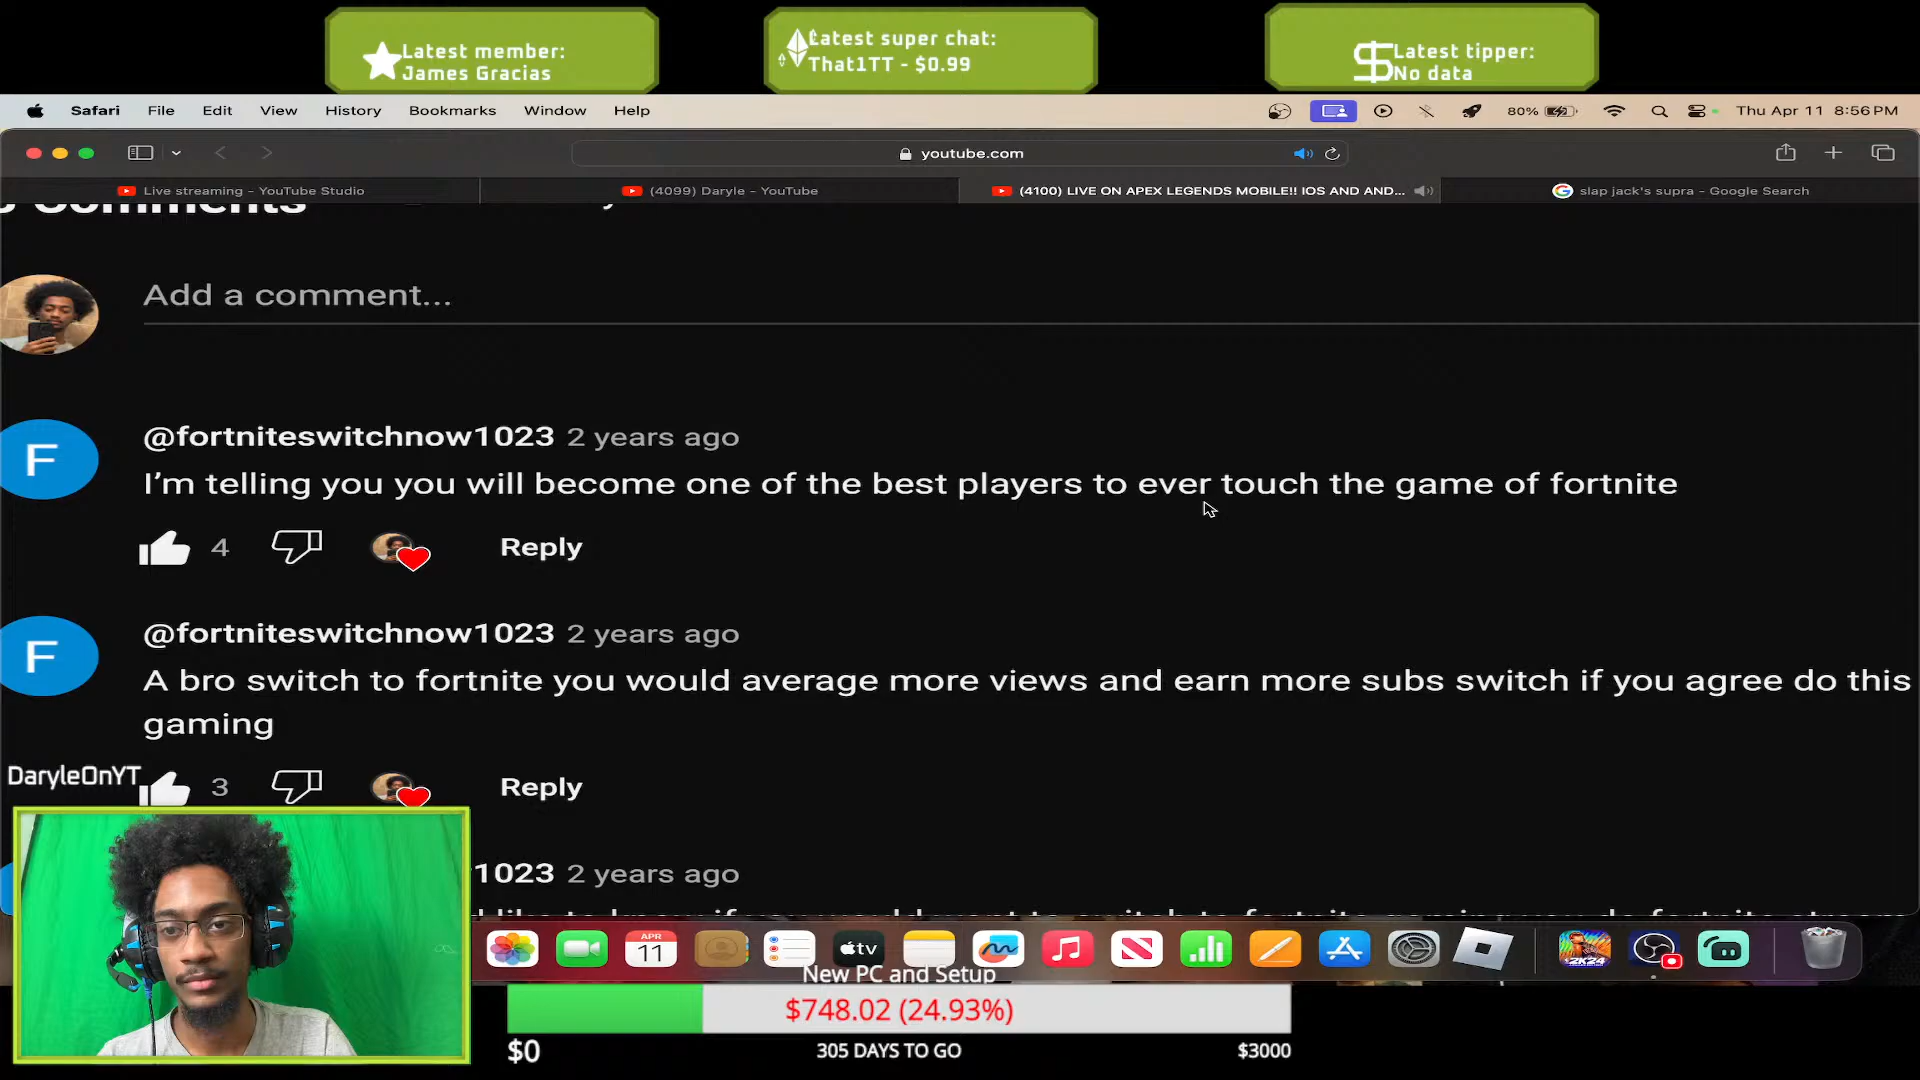 Latest member:
James Gracias
Latest super chat:
That1TT - $0.99
Latest tipper:
No data
Safari File Edit View History Bookmarks Window Help
80% Thu Apr 11 8:56 PM
youtube.com
Live streaming - YouTube Studio
(4099) Daryle - YouTube
(4100) LIVE ON APEX LEGENDS MOBILE!! IOS AND AND...
slap jack's supra - Google Search
Comments
Add a comment...
F
@fortniteswitchnow1023 2 years ago
I'm telling you you will become one of the best players to ever touch the game of fortnite
4 Reply
F
@fortniteswitchnow1023 2 years ago
A bro switch to fortnite you would average more views and earn more subs switch if you agree do this
gaming
DaryleOnYT
3 Reply
1023 2 years ago
APR
11
tv
2K24
New PC and Setup
$748.02 (24.93%)
$0
305 DAYS TO GO
$3000